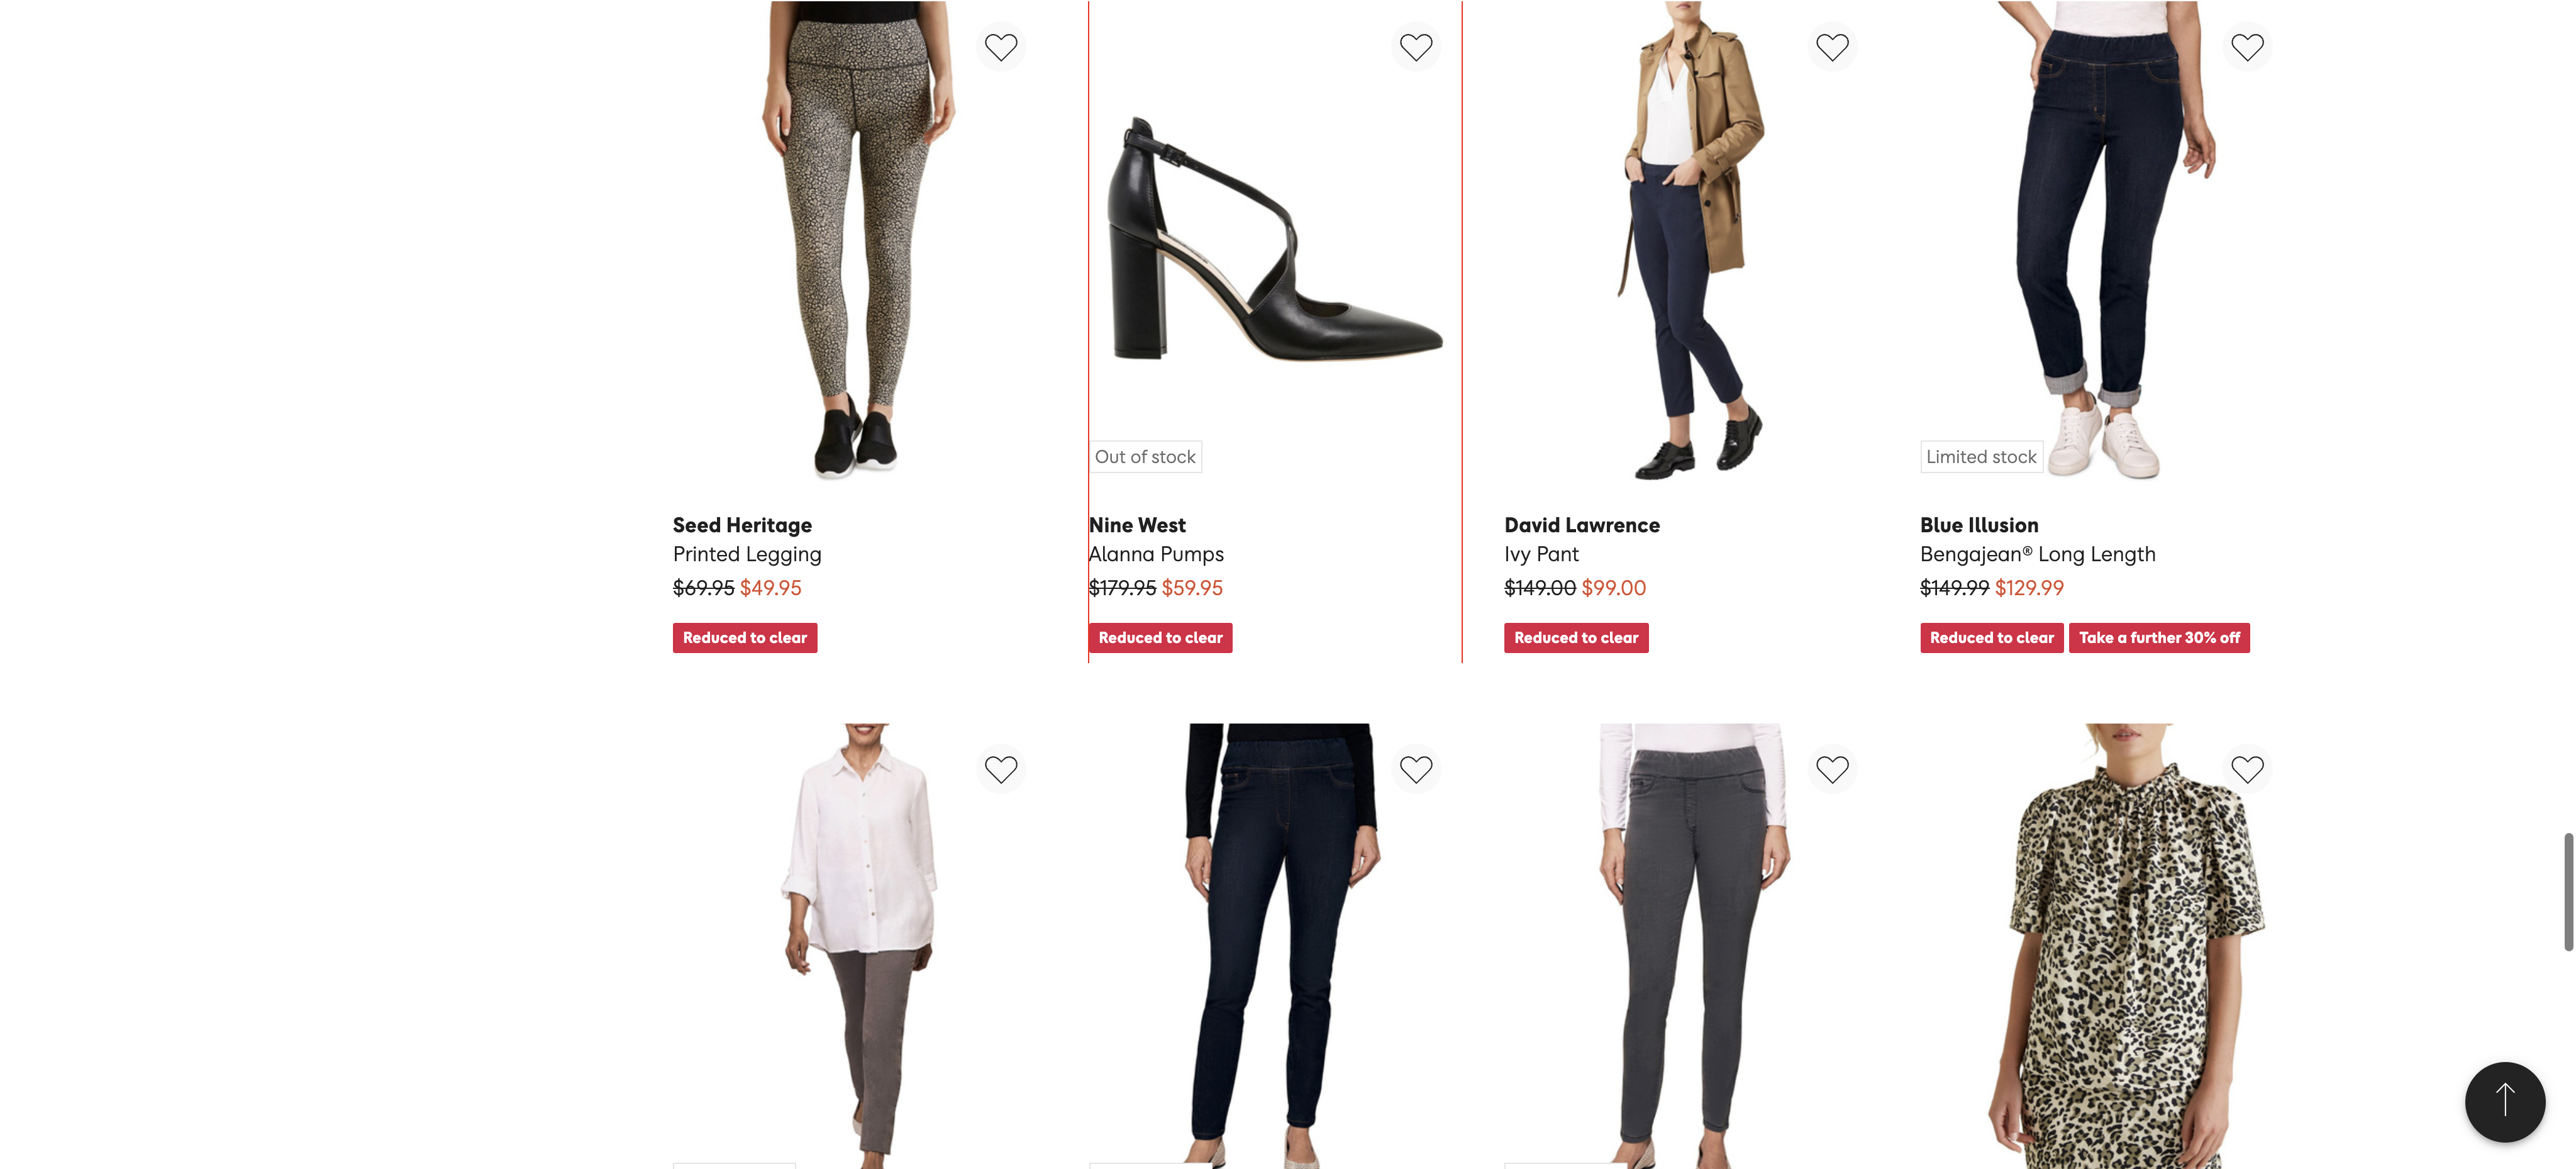 Out of stock
Limited stock
Seed Heritage
Printed Legging
$69.95 $49.95
Reduced to clear
Nine West
Alanna Pumps
$179.95 $59.95
Reduced to clear
David Lawrence
Ivy Pant
$149.00 $99.00
Reduced to clear
Blue Illusion
Bengajean® Long Length
$149.99 $129.99
Reduced to clear Take a further 30% off